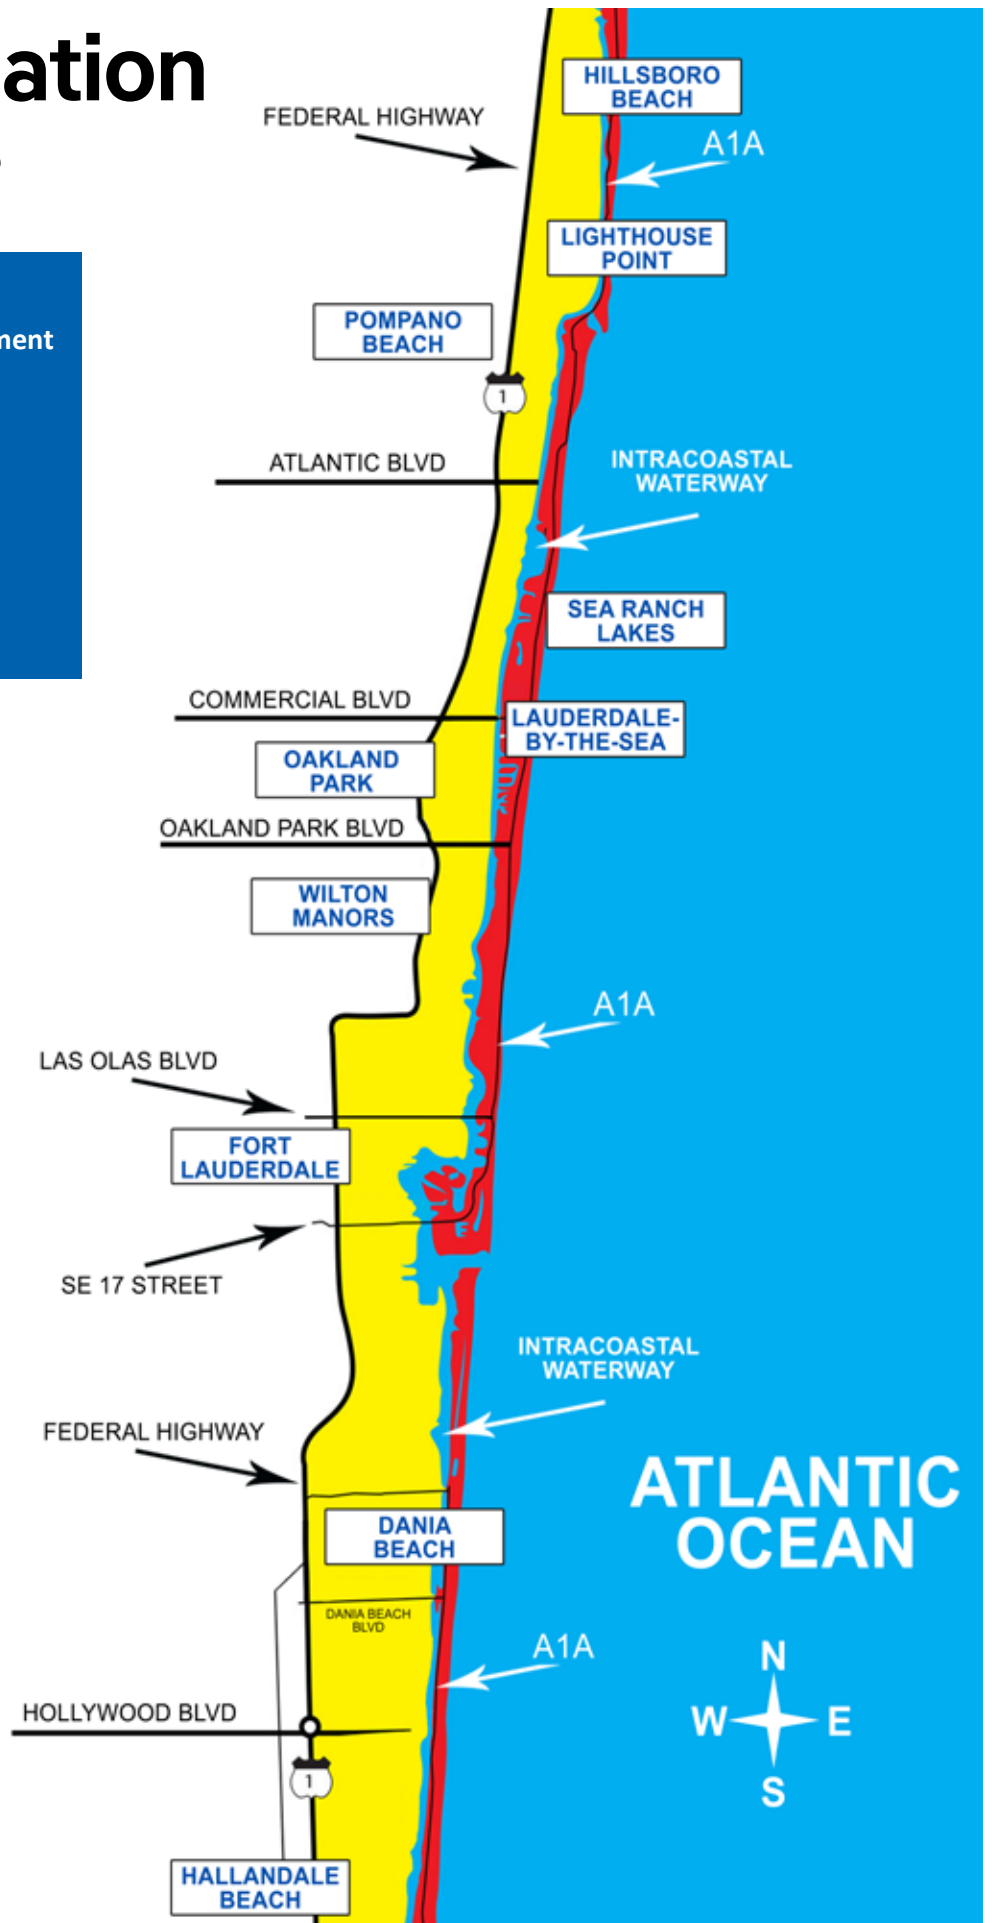 ation
HILLSBORO
BEACH
FEDERAL HIGHWAY
A1A
LIGHTHOUSE
POINT
ment
POMPANO
BEACH
1
ATLANTIC BLVD
INTRACOASTAL
WATERWAY
SEA RANCH
LAKES
COMMERCIAL BLVD
LAUDERDALE-
BY-THE-SEA
OAKLAND
PARK
OAKLAND PARK BLVD
WILTON
MANORS
A1A
LAS OLAS BLVD
FORT
LAUDERDALE
SE 17 STREET
INTRACOASTAL
WATERWAY
FEDERAL HIGHWAY
ATLANTIC
OCEAN
DANIA
BEACH
DANIA BEACH
BLVD
A1A
N
W E
S
HOLLYWOOD BLVD
1
HALLANDALE
BEACH